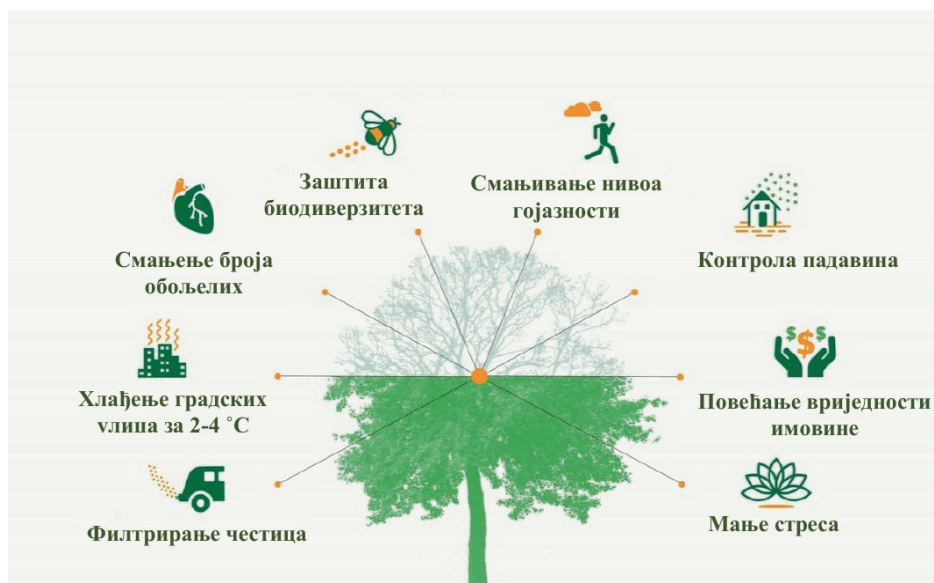 Заштита
биодиверзитета
Смањивање нивоа
гојазности
Смањење броја
обољелих
Контрола падавина
Хлађење градских
улица за 2-4 ˚C
Повећање вриједности
имовине
Филтрирање честица
Мање стреса